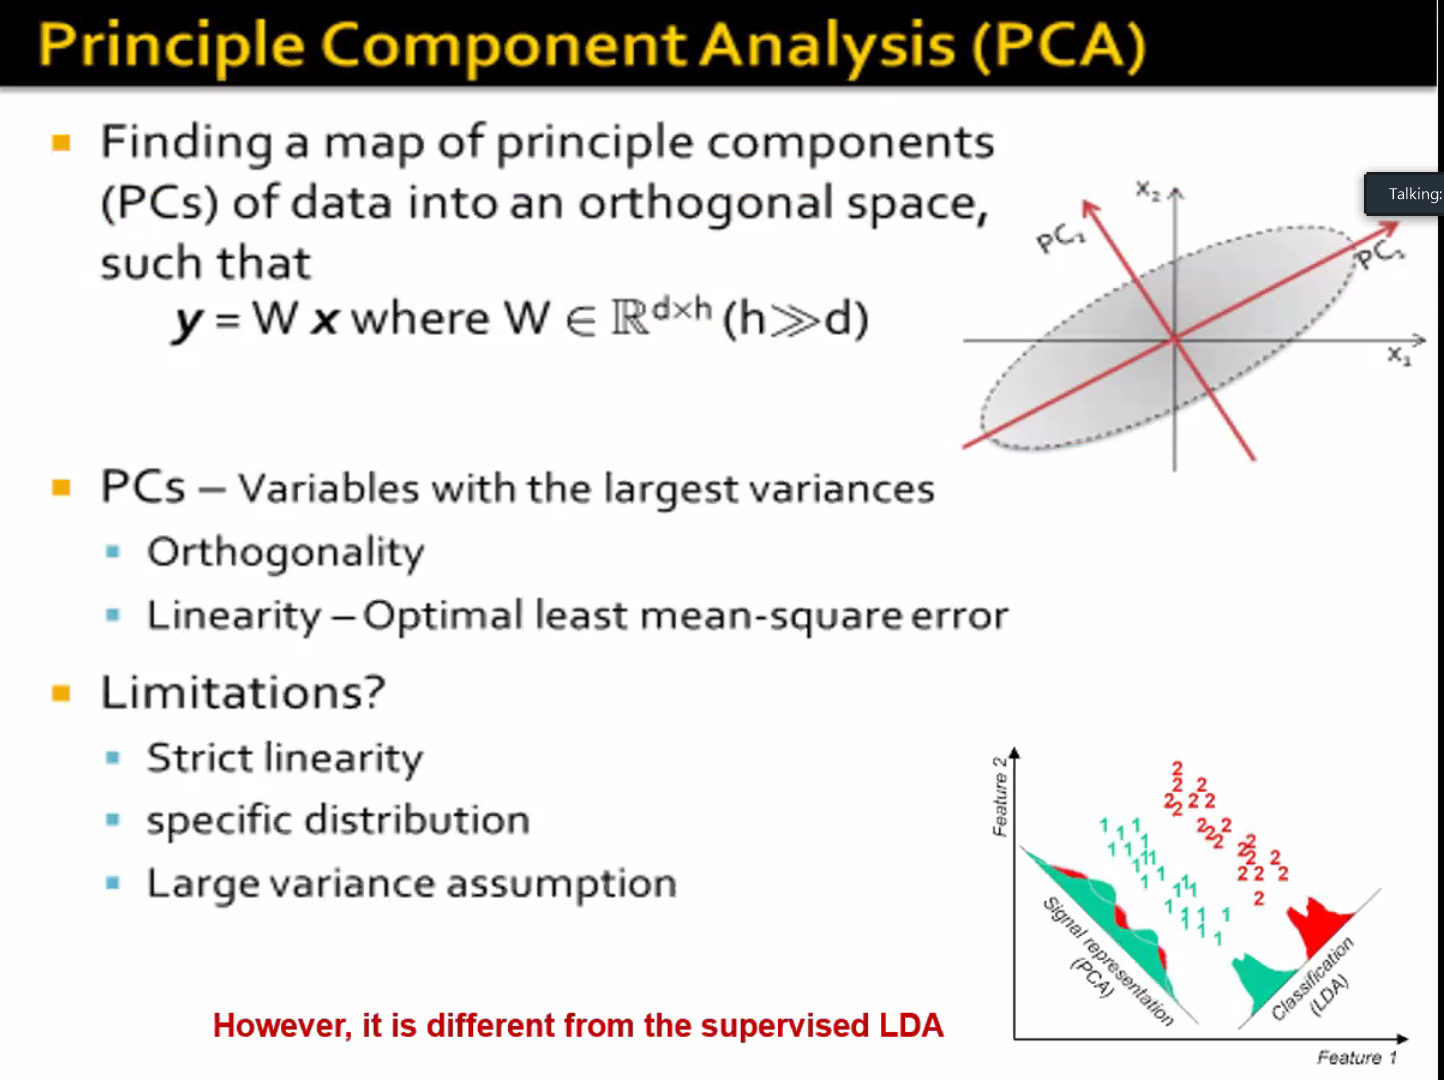 Principle Component Analysis (PCA)
Finding a map of principle components
(PCs) of data into an orthogonal space,
such that
y = W x where W ∈ ℝᵈˣʰ (h≫d)
x₂
PC₂
Talking:
PC₁
x₁
PCs – Variables with the largest variances
Orthogonality
Linearity – Optimal least mean-square error
Limitations?
Strict linearity
specific distribution
Large variance assumption
Feature 2
Signal representation
(PCA)
Classification
(LDA)
Feature 1
However, it is different from the supervised LDA